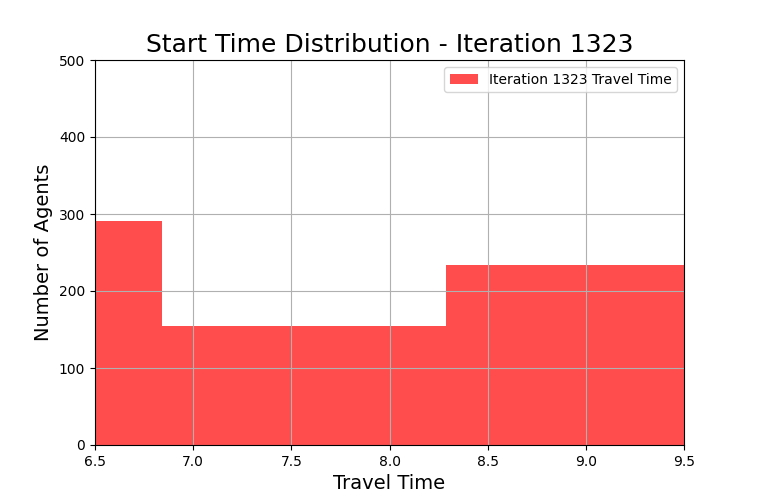 Start Time Distribution - Iteration 1323
Iteration 1323 Travel Time
Number of Agents
500
400
300
200
100
0
6.5 7.0 7.5 8.0 8.5 9.0 9.5
Travel Time